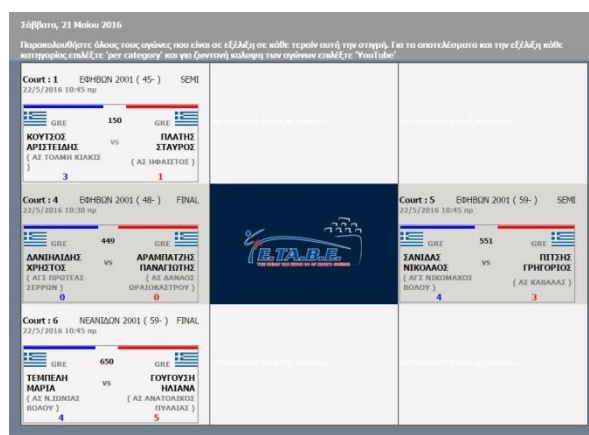 Σάββατο, 21 Μαΐου 2016
Παρακολουθήστε όλους τους αγώνες που είναι σε εξέλιξη σε κάθε τεραίν αυτή την στιγμή. Για τα αποτελέσματα και την εξέλιξη κάθε
κατηγορίας επιλέξτε 'per category' και για ζωντανή κάλυψη των αγώνων επιλέξτε 'YouTube'
Court : 1 ΕΦΗΒΩΝ 2001 ( 45- ) SEMI
22/5/2016 10:45 πμ
GRE 150 GRE
ΚΟΥΤΣΟΣ ΑΡΙΣΤΕΙΔΗΣ vs ΠΛΑΤΗΣ ΣΤΑΥΡΟΣ
( ΑΣ ΤΟΛΜΗ ΚΙΛΚΙΣ ) ( ΑΣ ΗΦΑΙΣΤΟΣ )
3 1
Court : 4 ΕΦΗΒΩΝ 2001 ( 48- ) FINAL
22/5/2016 10:30 πμ
GRE 449 GRE
ΔΑΝΙΗΛΙΔΗΣ ΧΡΗΣΤΟΣ vs ΑΡΑΜΠΑΤΖΗΣ ΠΑΝΑΓΙΩΤΗΣ
( ΑΓΣ ΠΡΩΤΕΑΣ ΣΕΡΡΩΝ ) ( ΑΣ ΔΑΝΑΟΣ ΩΡΑΙΟΚΑΣΤΡΟΥ )
0 0
Ε.ΤΑ.Β.Ε.
Court : 5 ΕΦΗΒΩΝ 2001 ( 59- ) SEMI
22/5/2016 10:45 πμ
GRE 551 GRE
ΣΑΝΙΔΑΣ ΝΙΚΟΛΑΟΣ vs ΠΙΤΣΗΣ ΓΡΗΓΟΡΙΟΣ
( ΑΓΣ ΝΙΚΟΜΑΧΟΣ ΒΟΛΟΥ ) ( ΑΣ ΚΑΒΑΛΑΣ )
4 3
Court : 6 ΝΕΑΝΙΔΩΝ 2001 ( 59- ) FINAL
22/5/2016 10:45 πμ
GRE 650 GRE
ΤΕΜΠΕΛΗ ΜΑΡΙΑ vs ΓΟΥΓΟΥΣΗ ΗΛΙΑΝΑ
( ΑΣ Ν.ΙΩΝΙΑΣ ΒΟΛΟΥ ) ( ΑΣ ΑΝΑΤΟΛΙΚΟΣ ΠΥΛΑΙΑΣ )
4 5